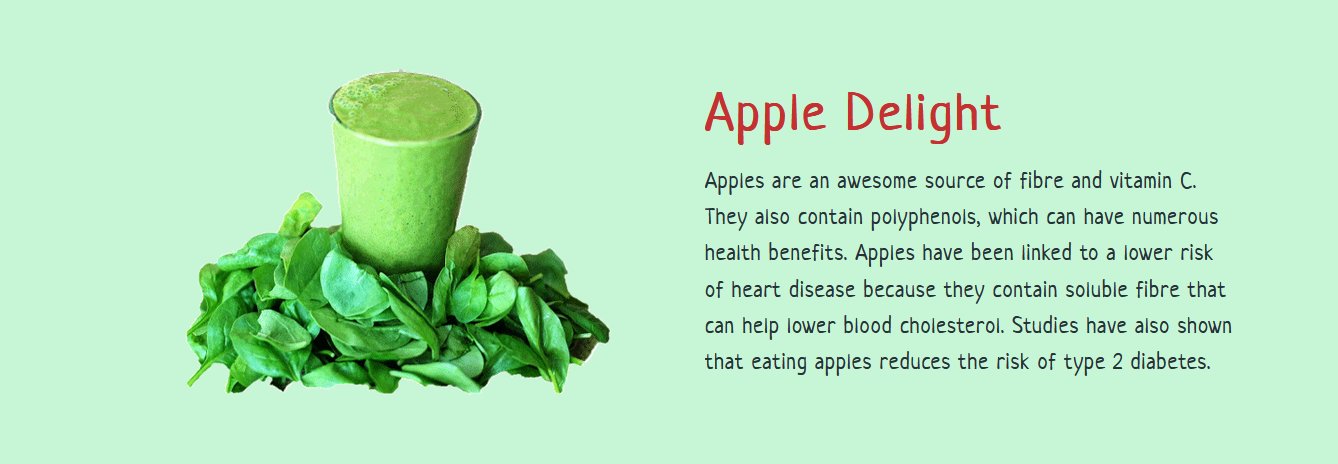 Apple Delight
Apples are an awesome source of fibre and vitamin C.
They also contain polyphenols, which can have numerous
health benefits. Apples have been linked to a lower risk
of heart disease because they contain soluble fibre that
can help lower blood cholesterol. Studies have also shown
that eating apples reduces the risk of type 2 diabetes.